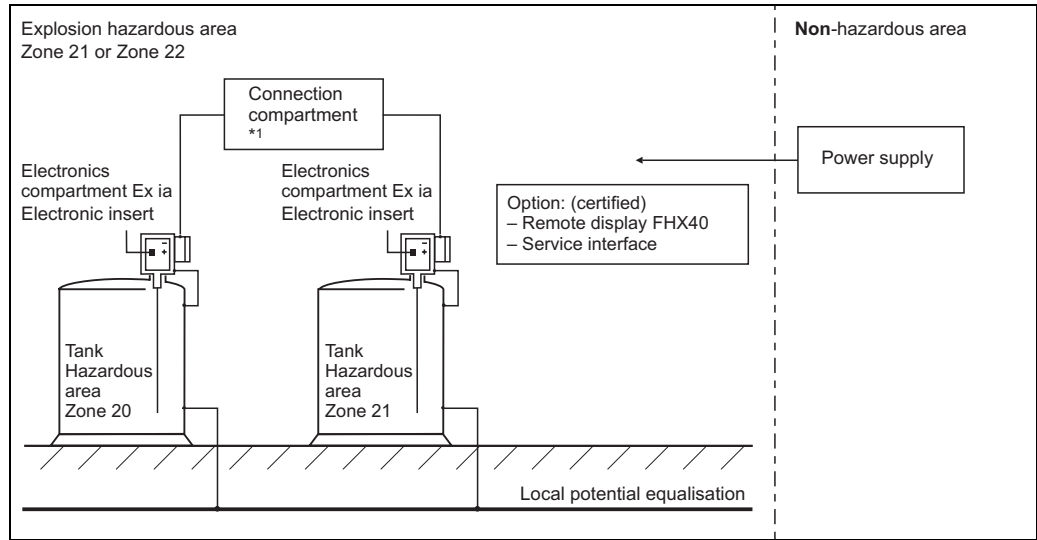 Explosion hazardous area
Zone 21 or Zone 22
Non-hazardous area
Connection
compartment
*1
Power supply
Electronics
compartment Ex ia
Electronic insert
Electronics
compartment Ex ia
Electronic insert
Option: (certified)
– Remote display FHX40
– Service interface
– +
– +
Tank
Hazardous
area
Zone 20
Tank
Hazardous
area
Zone 21
Local potential equalisation